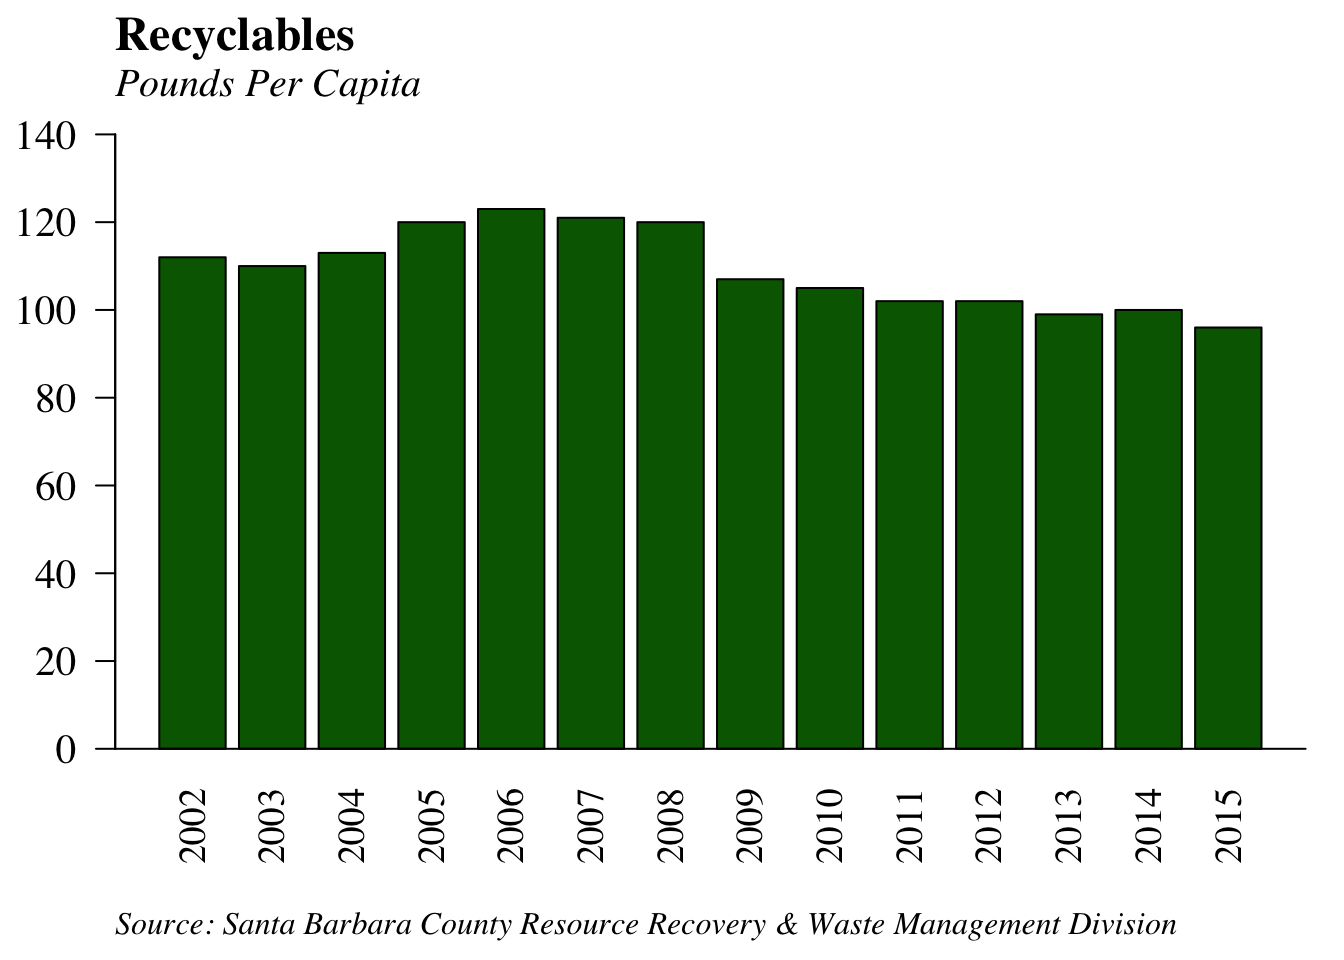 Recyclables
Pounds Per Capita
140
120
100
80
60
40
20
0
2002 2003 2004 2005 2006 2007 2008 2009 2010 2011 2012 2013 2014 2015
Source: Santa Barbara County Resource Recovery & Waste Management Division